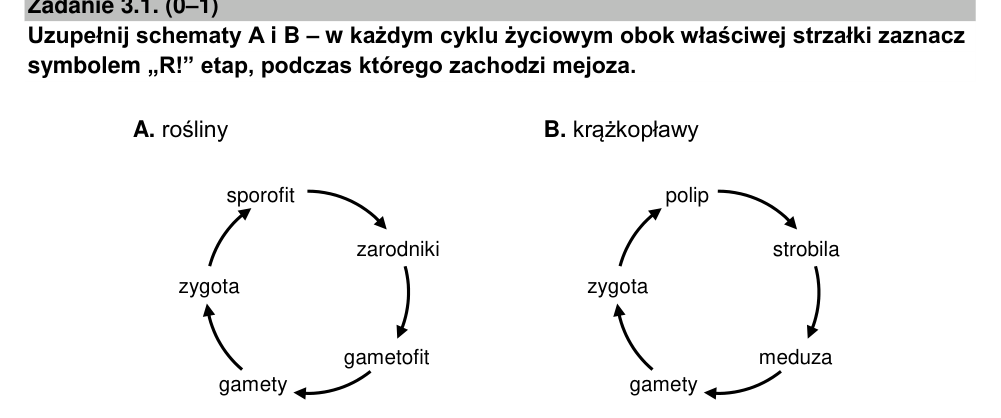 Zadanie 3.1. (0–1)
Uzupełnij schematy A i B – w każdym cyklu życiowym obok właściwej strzałki zaznacz
symbolem „R!” etap, podczas którego zachodzi mejoza.
A. rośliny
B. krążkopławy
sporofit
zarodniki
gametofit
gamety
zygota
polip
strobila
meduza
gamety
zygota